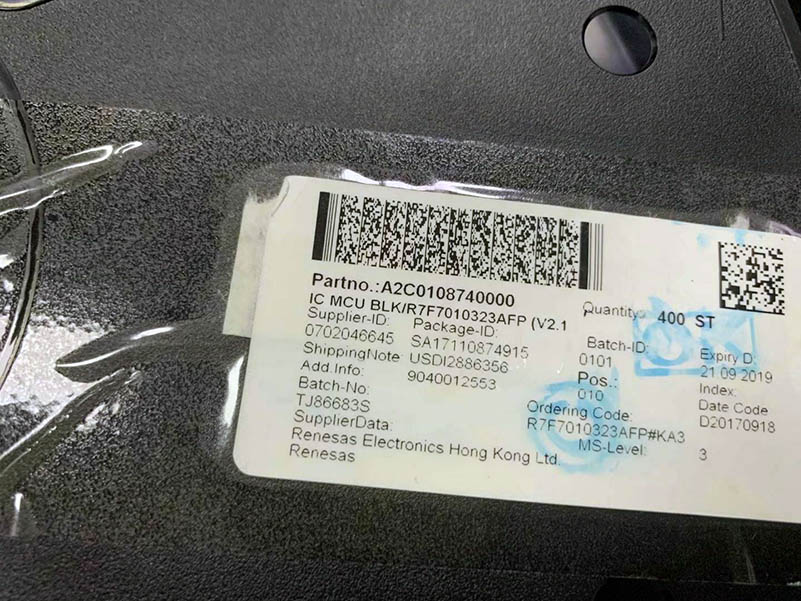 Partno.:A2C0108740000
IC MCU BLK/R7F7010323AFP (V2.1
Quantity: 400 ST
Supplier-ID: Package-ID: Batch-ID: Expiry D:
0702046645 SA17110874915 0101 21 09 2019
ShippingNote USDI2886356 Pos.: Index:
Add.Info: 9040012553 010 Date Code
Batch-No: Ordering Code: D20170918
TJ86683S R7F7010323AFP#KA3
SupplierData: MS-Level: 3
Renesas Electronics Hong Kong Ltd.
Renesas